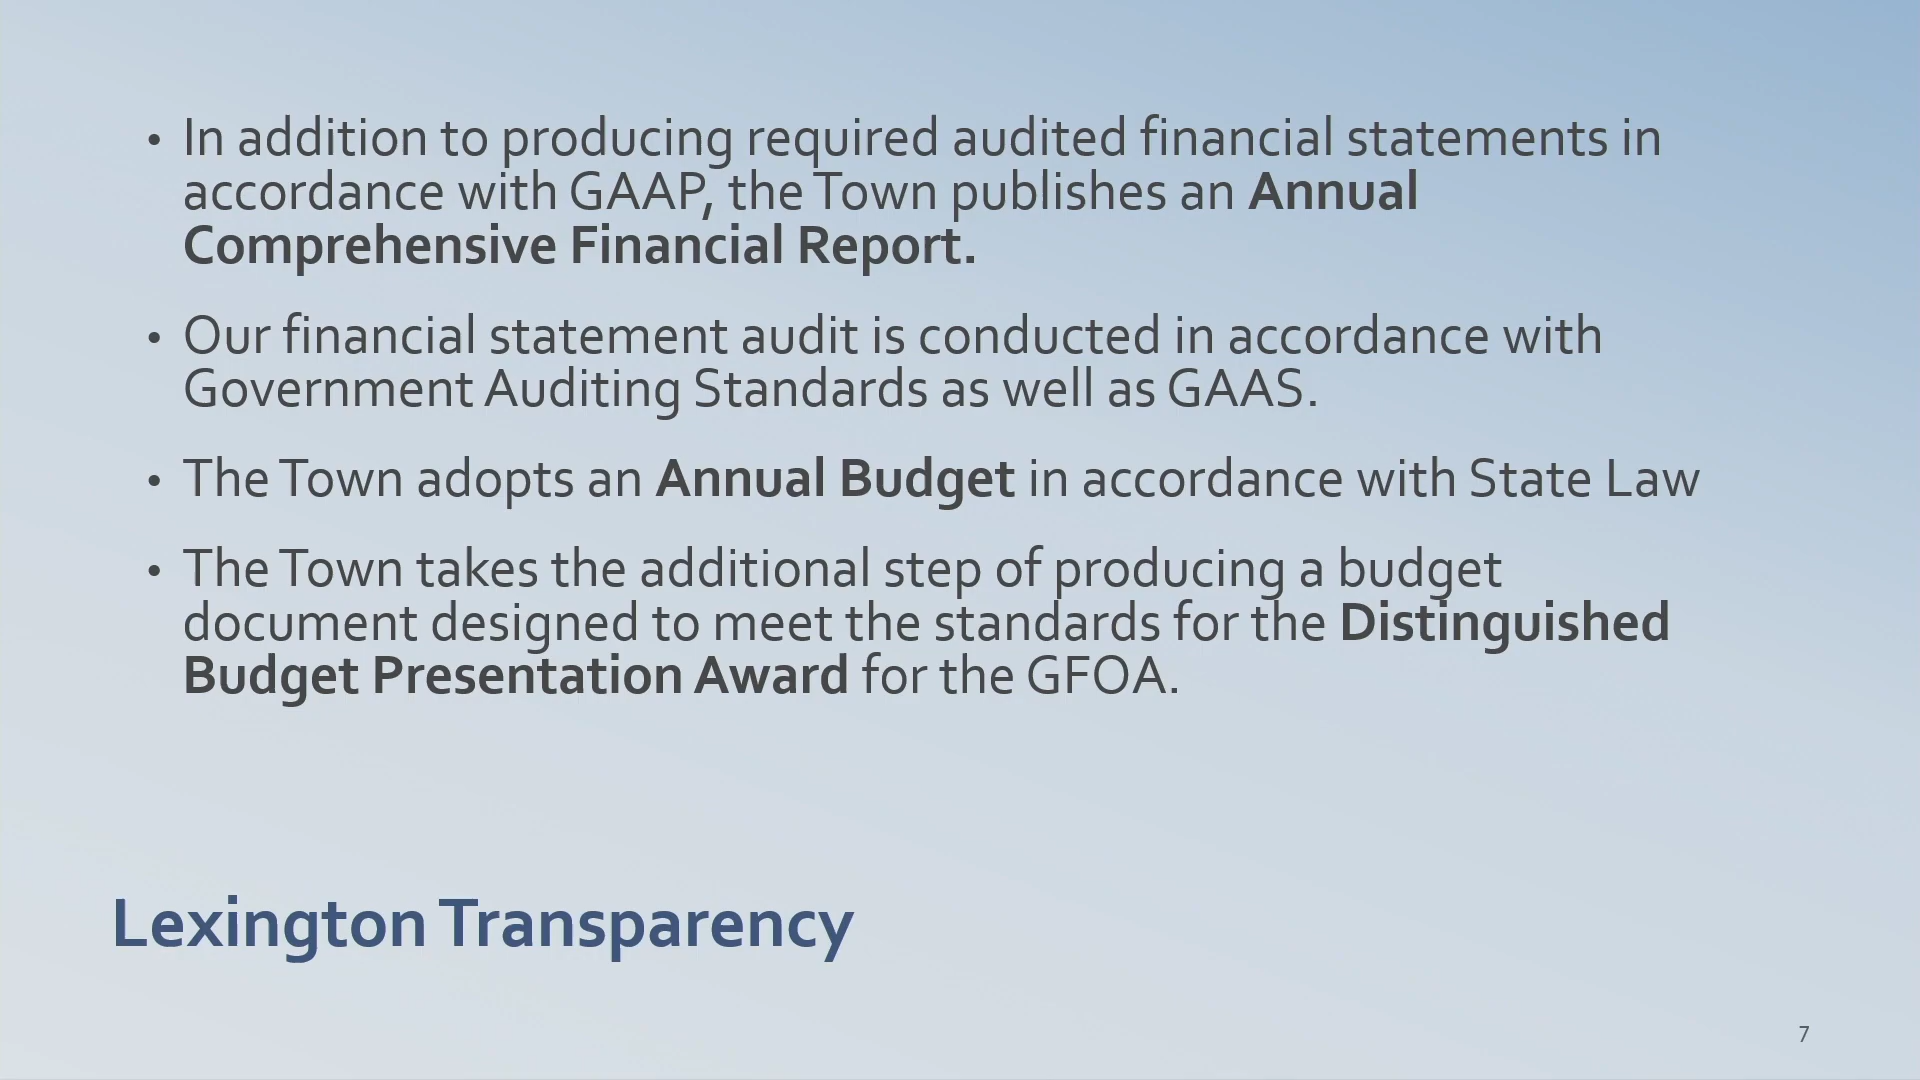 • In addition to producing required audited financial statements in
accordance with GAAP, the Town publishes an Annual
Comprehensive Financial Report.
• Our financial statement audit is conducted in accordance with
Government Auditing Standards as well as GAAS.
• The Town adopts an Annual Budget in accordance with State Law
• The Town takes the additional step of producing a budget
document designed to meet the standards for the Distinguished
Budget Presentation Award for the GFOA.
Lexington Transparency
7